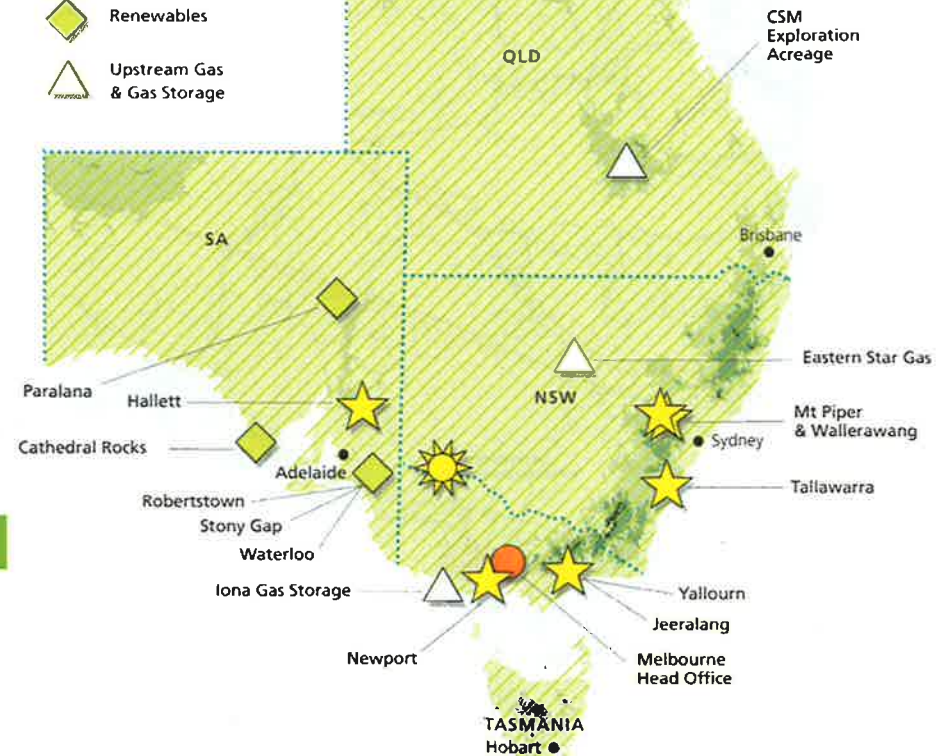 Renewables
Upstream Gas
& Gas Storage
CSM
Exploration
Acreage
QLD
SA
Brisbane
Paralana
Hallett
Eastern Star Gas
NSW
Mt Piper
& Wallerawang
Cathedral Rocks
Sydney
Adelaide
Tallawarra
Robertstown
Stony Gap
Waterloo
Iona Gas Storage
Yallourn
Jeeralang
Newport
Melbourne
Head Office
TASMANIA
Hobart